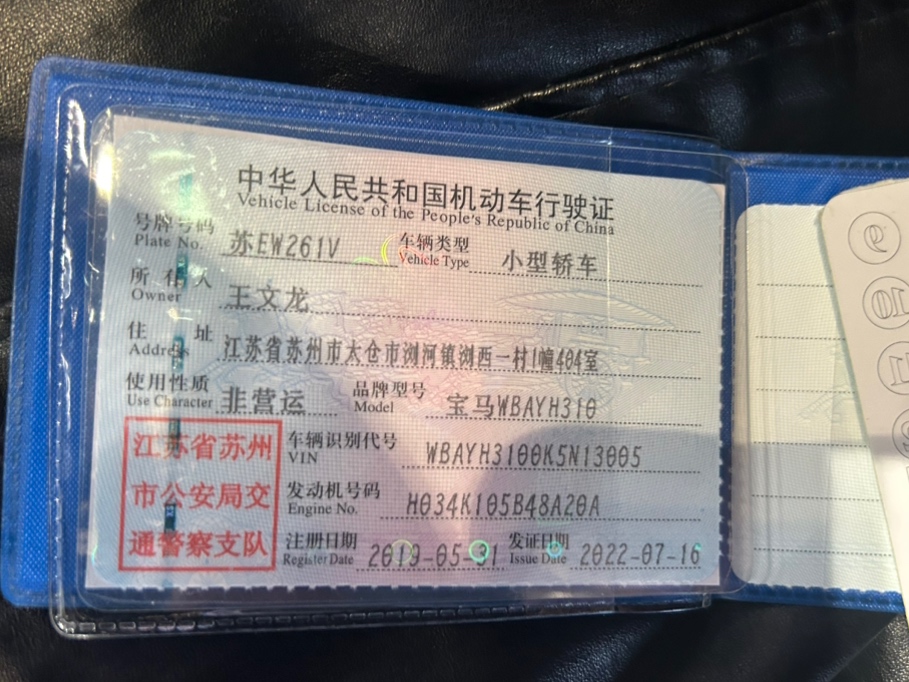 中华人民共和国机动车行驶证
Vehicle License of the People's Republic of China
号牌号码 苏EW261V 车辆类型 小型轿车
Plate No. Vehicle Type
所有人 王文龙
Owner
住址 江苏省苏州市太仓市浏河镇浏西一村1幢404室
Address
使用性质 非营运 品牌型号 宝马WBAYH310
Use Character Model
江苏省苏州
市公安局交
通警察支队
车辆识别代号 WBAYH3100K5N13005
VIN
发动机号码 H034K105B48A20A
Engine No.
注册日期 2019-05-31 发证日期 2022-07-16
Register Date Issue Date
9
10
11